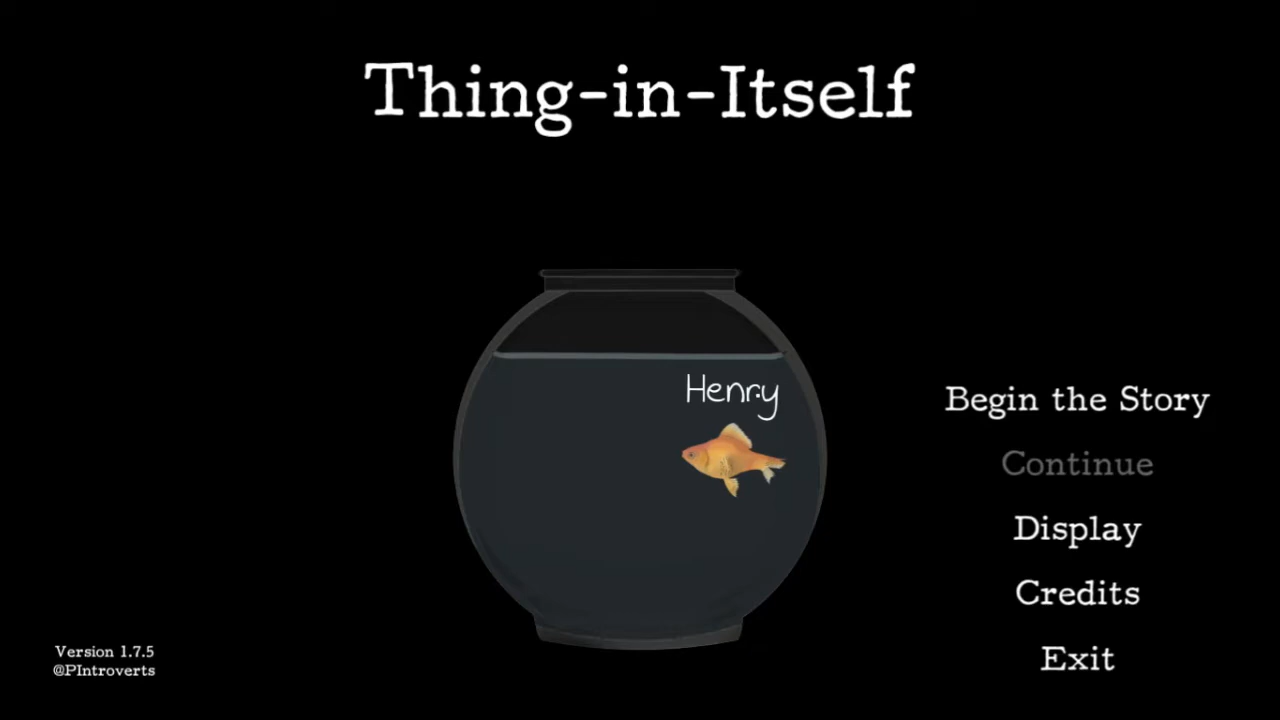 Thing-in-Itself
Henry
Begin the Story
Continue
Display
Credits
Exit
Version 1.7.5
@PIntroverts